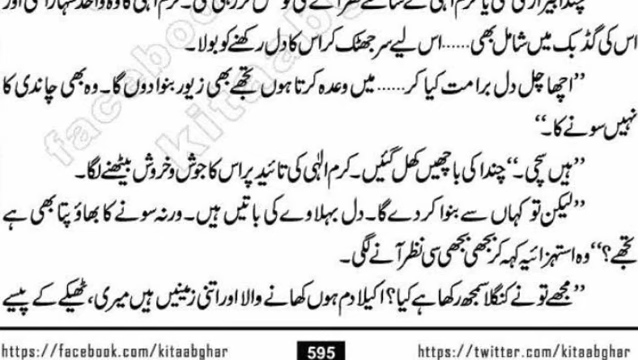 اس کی گڈ بک میں شامل بھی...... اس لیے سر جھٹک کر اس کا دل رکھنے کو بولا۔
”اچھا چل دل برا مت کیا کر...... میں وعدہ کرتا ہوں تجھے بھی زیور بنوا دوں گا۔ وہ بھی چاندی کا
نہیں سونے کا۔“
”ہیں سچی۔“ چندا کی باچھیں کھل گئیں۔ کرم الٰہی کی تائید پر اس کا جوش و خروش بیٹھنے لگا۔
”لیکن تو کہاں سے بنوا کر دے گا۔ دل بہلاوے کی باتیں ہیں۔ ورنہ سونے کا بھاؤ پتا بھی ہے
تجھے؟“ وہ استہزائیہ کہہ کر بجھی بجھی سی نظر آنے لگی۔
”مجھے تو نے کنگلا سمجھ رکھا ہے کیا؟ اکیلا دم ہوں کھانے والا اور اتنی زمینیں ہیں میری، ٹھیکے کے پیسے
https://facebook.com/kitaabghar 595 https://twitter.com/kitaabghar
facebook
kitaabghar